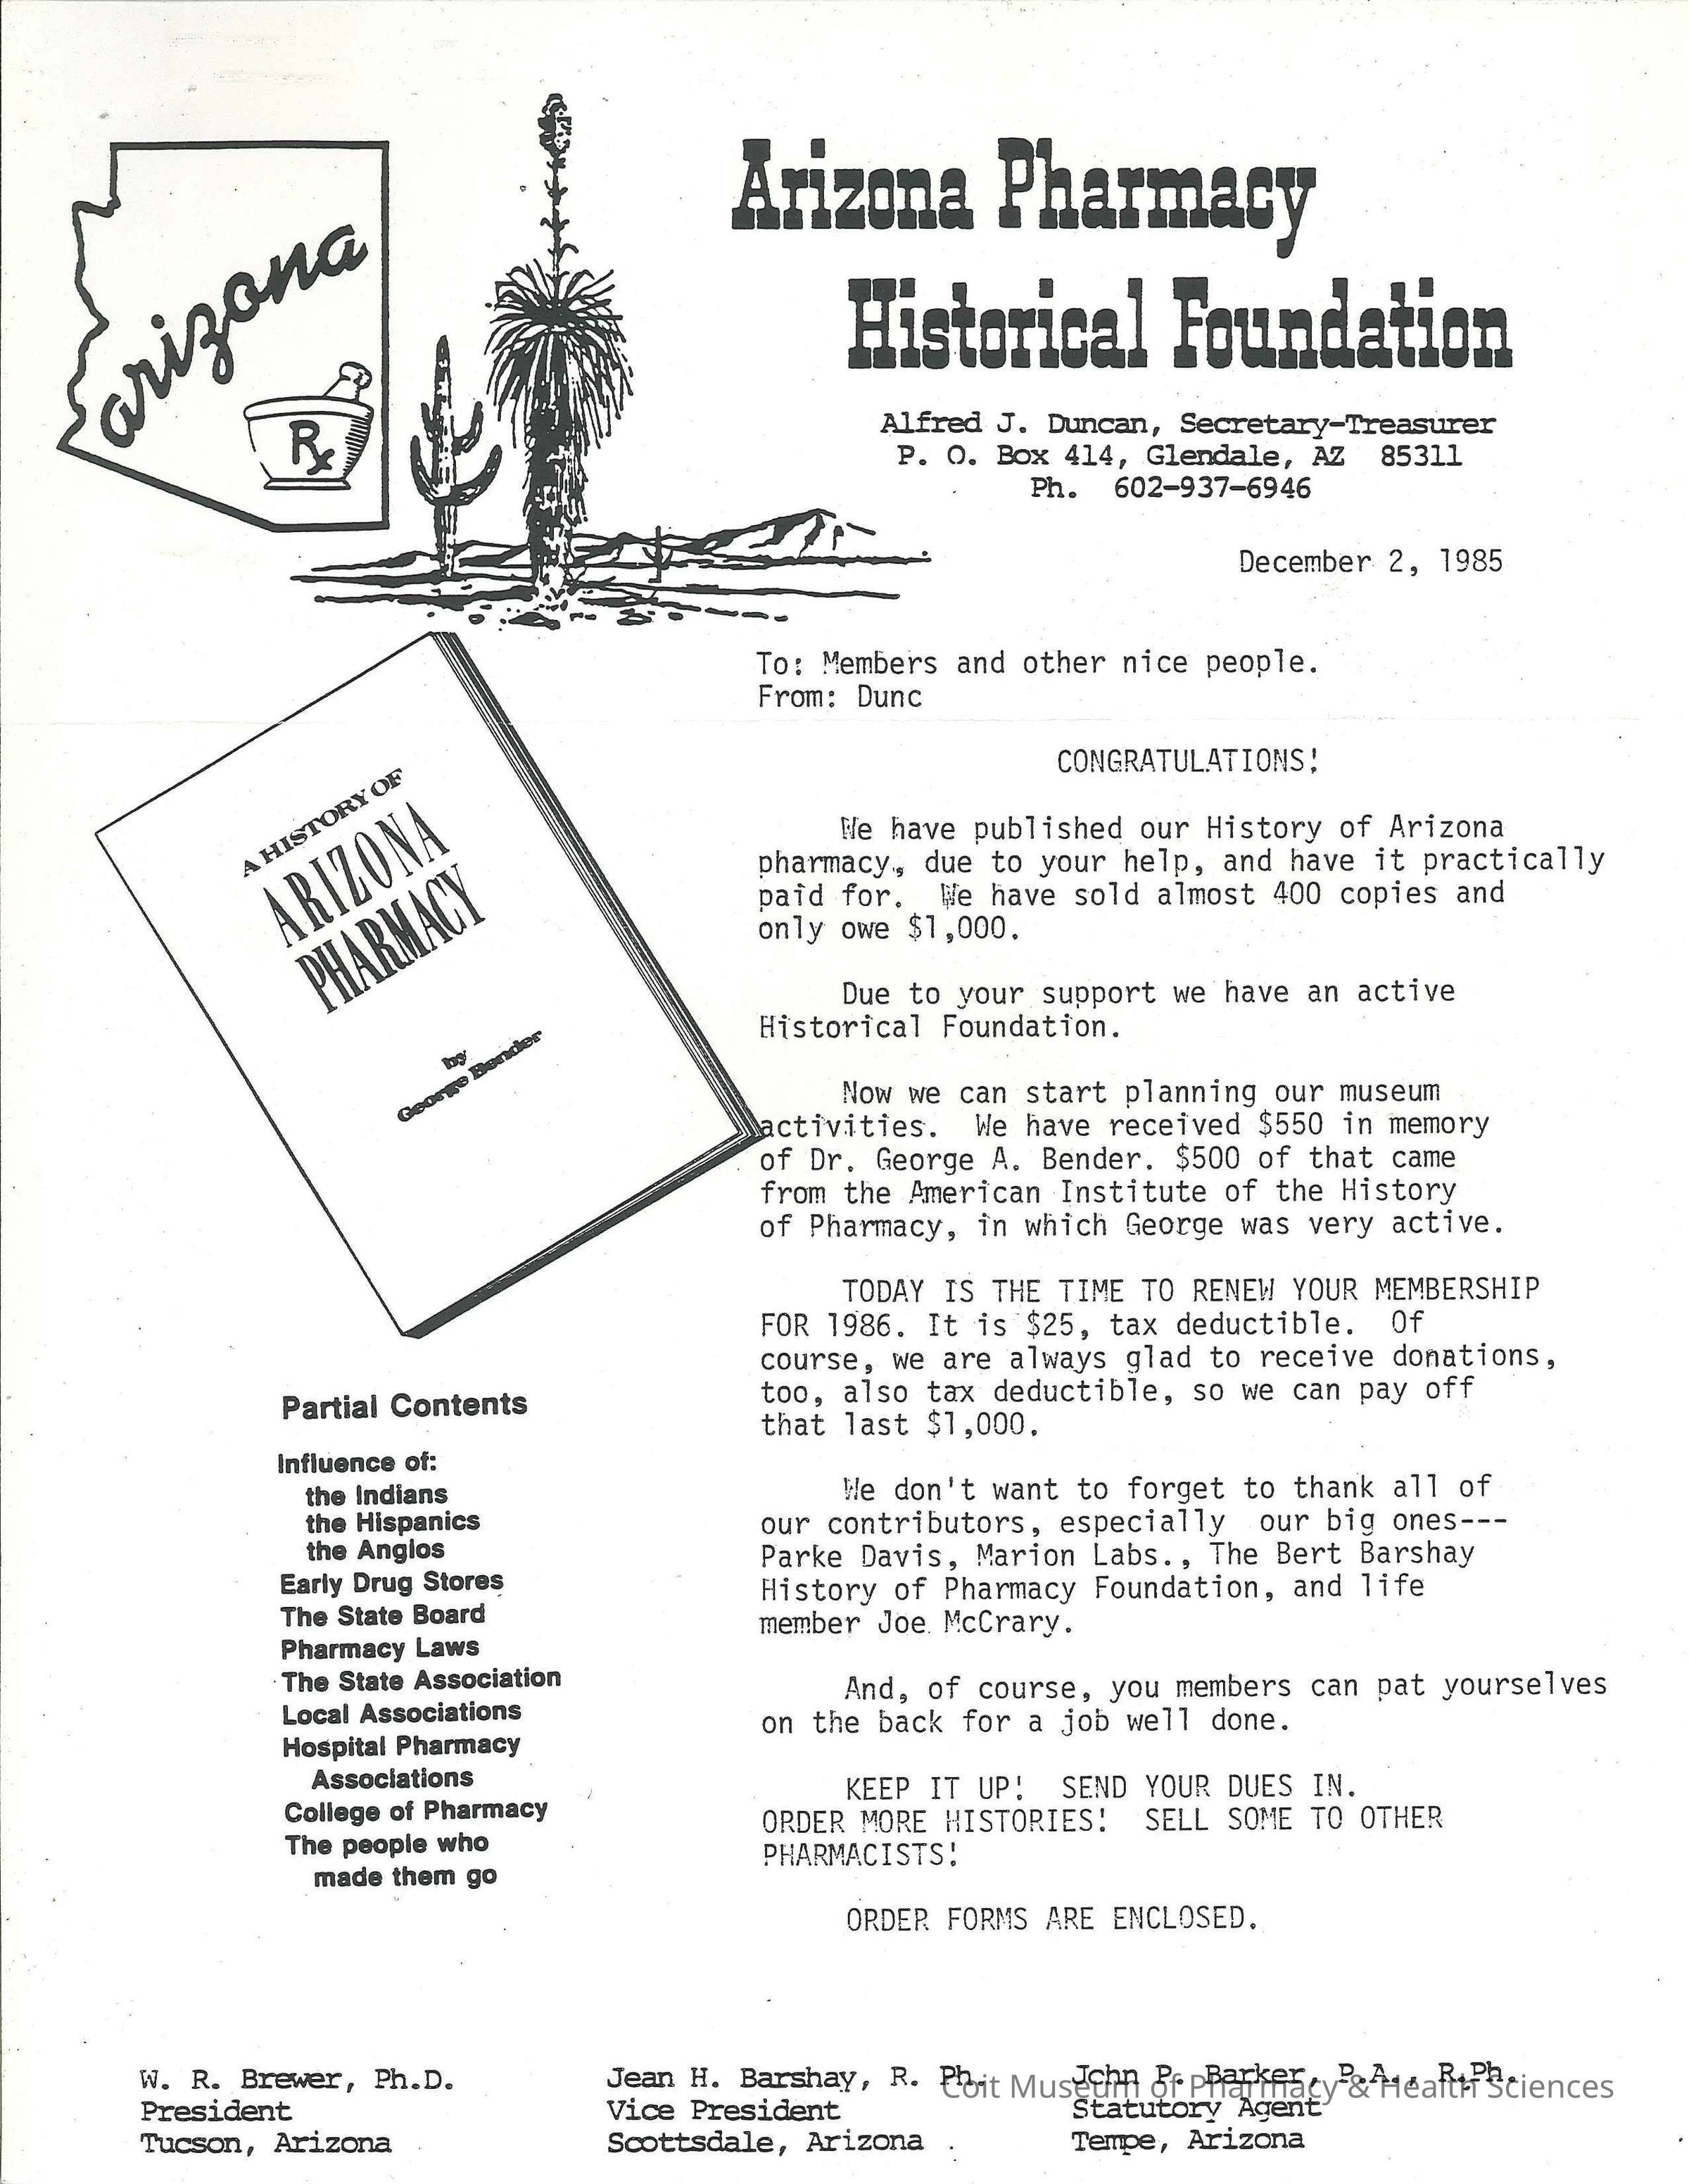 arizona
Rx
Arizona Pharmacy
Historical Foundation
Alfred J. Duncan, Secretary-Treasurer
P. O. Box 414, Glendale, AZ 85311
Ph. 602-937-6946
December 2, 1985
To: Members and other nice people.
From: Dunc
CONGRATULATIONS!
We have published our History of Arizona
pharmacy, due to your help, and have it practically
paid for. We have sold almost 400 copies and
only owe $1,000.
Due to your support we have an active
Historical Foundation.
Now we can start planning our museum
activities. We have received $550 in memory
of Dr. George A. Bender. $500 of that came
from the American Institute of the History
of Pharmacy, in which George was very active.
TODAY IS THE TIME TO RENEW YOUR MEMBERSHIP
FOR 1986. It is $25, tax deductible. Of
course, we are always glad to receive donations,
too, also tax deductible, so we can pay off
that last $1,000.
We don't want to forget to thank all of
our contributors, especially our big ones---
Parke Davis, Marion Labs., The Bert Barshay
History of Pharmacy Foundation, and life
member Joe McCrary.
And, of course, you members can pat yourselves
on the back for a job well done.
KEEP IT UP! SEND YOUR DUES IN.
ORDER MORE HISTORIES! SELL SOME TO OTHER
PHARMACISTS!
ORDER FORMS ARE ENCLOSED.
A HISTORY OF
ARIZONA
PHARMACY
by
George Bender
Partial Contents
Influence of:
the Indians
the Hispanics
the Anglos
Early Drug Stores
The State Board
Pharmacy Laws
The State Association
Local Associations
Hospital Pharmacy
Associations
College of Pharmacy
The people who
made them go
W. R. Brewer, Ph.D.
President
Tucson, Arizona
Jean H. Barshay, R. Ph.
Vice President
Scottsdale, Arizona
John P. Barker, P.A., R.Ph.
Statutory Agent
Tempe, Arizona
Coit Museum of Pharmacy & Health Sciences